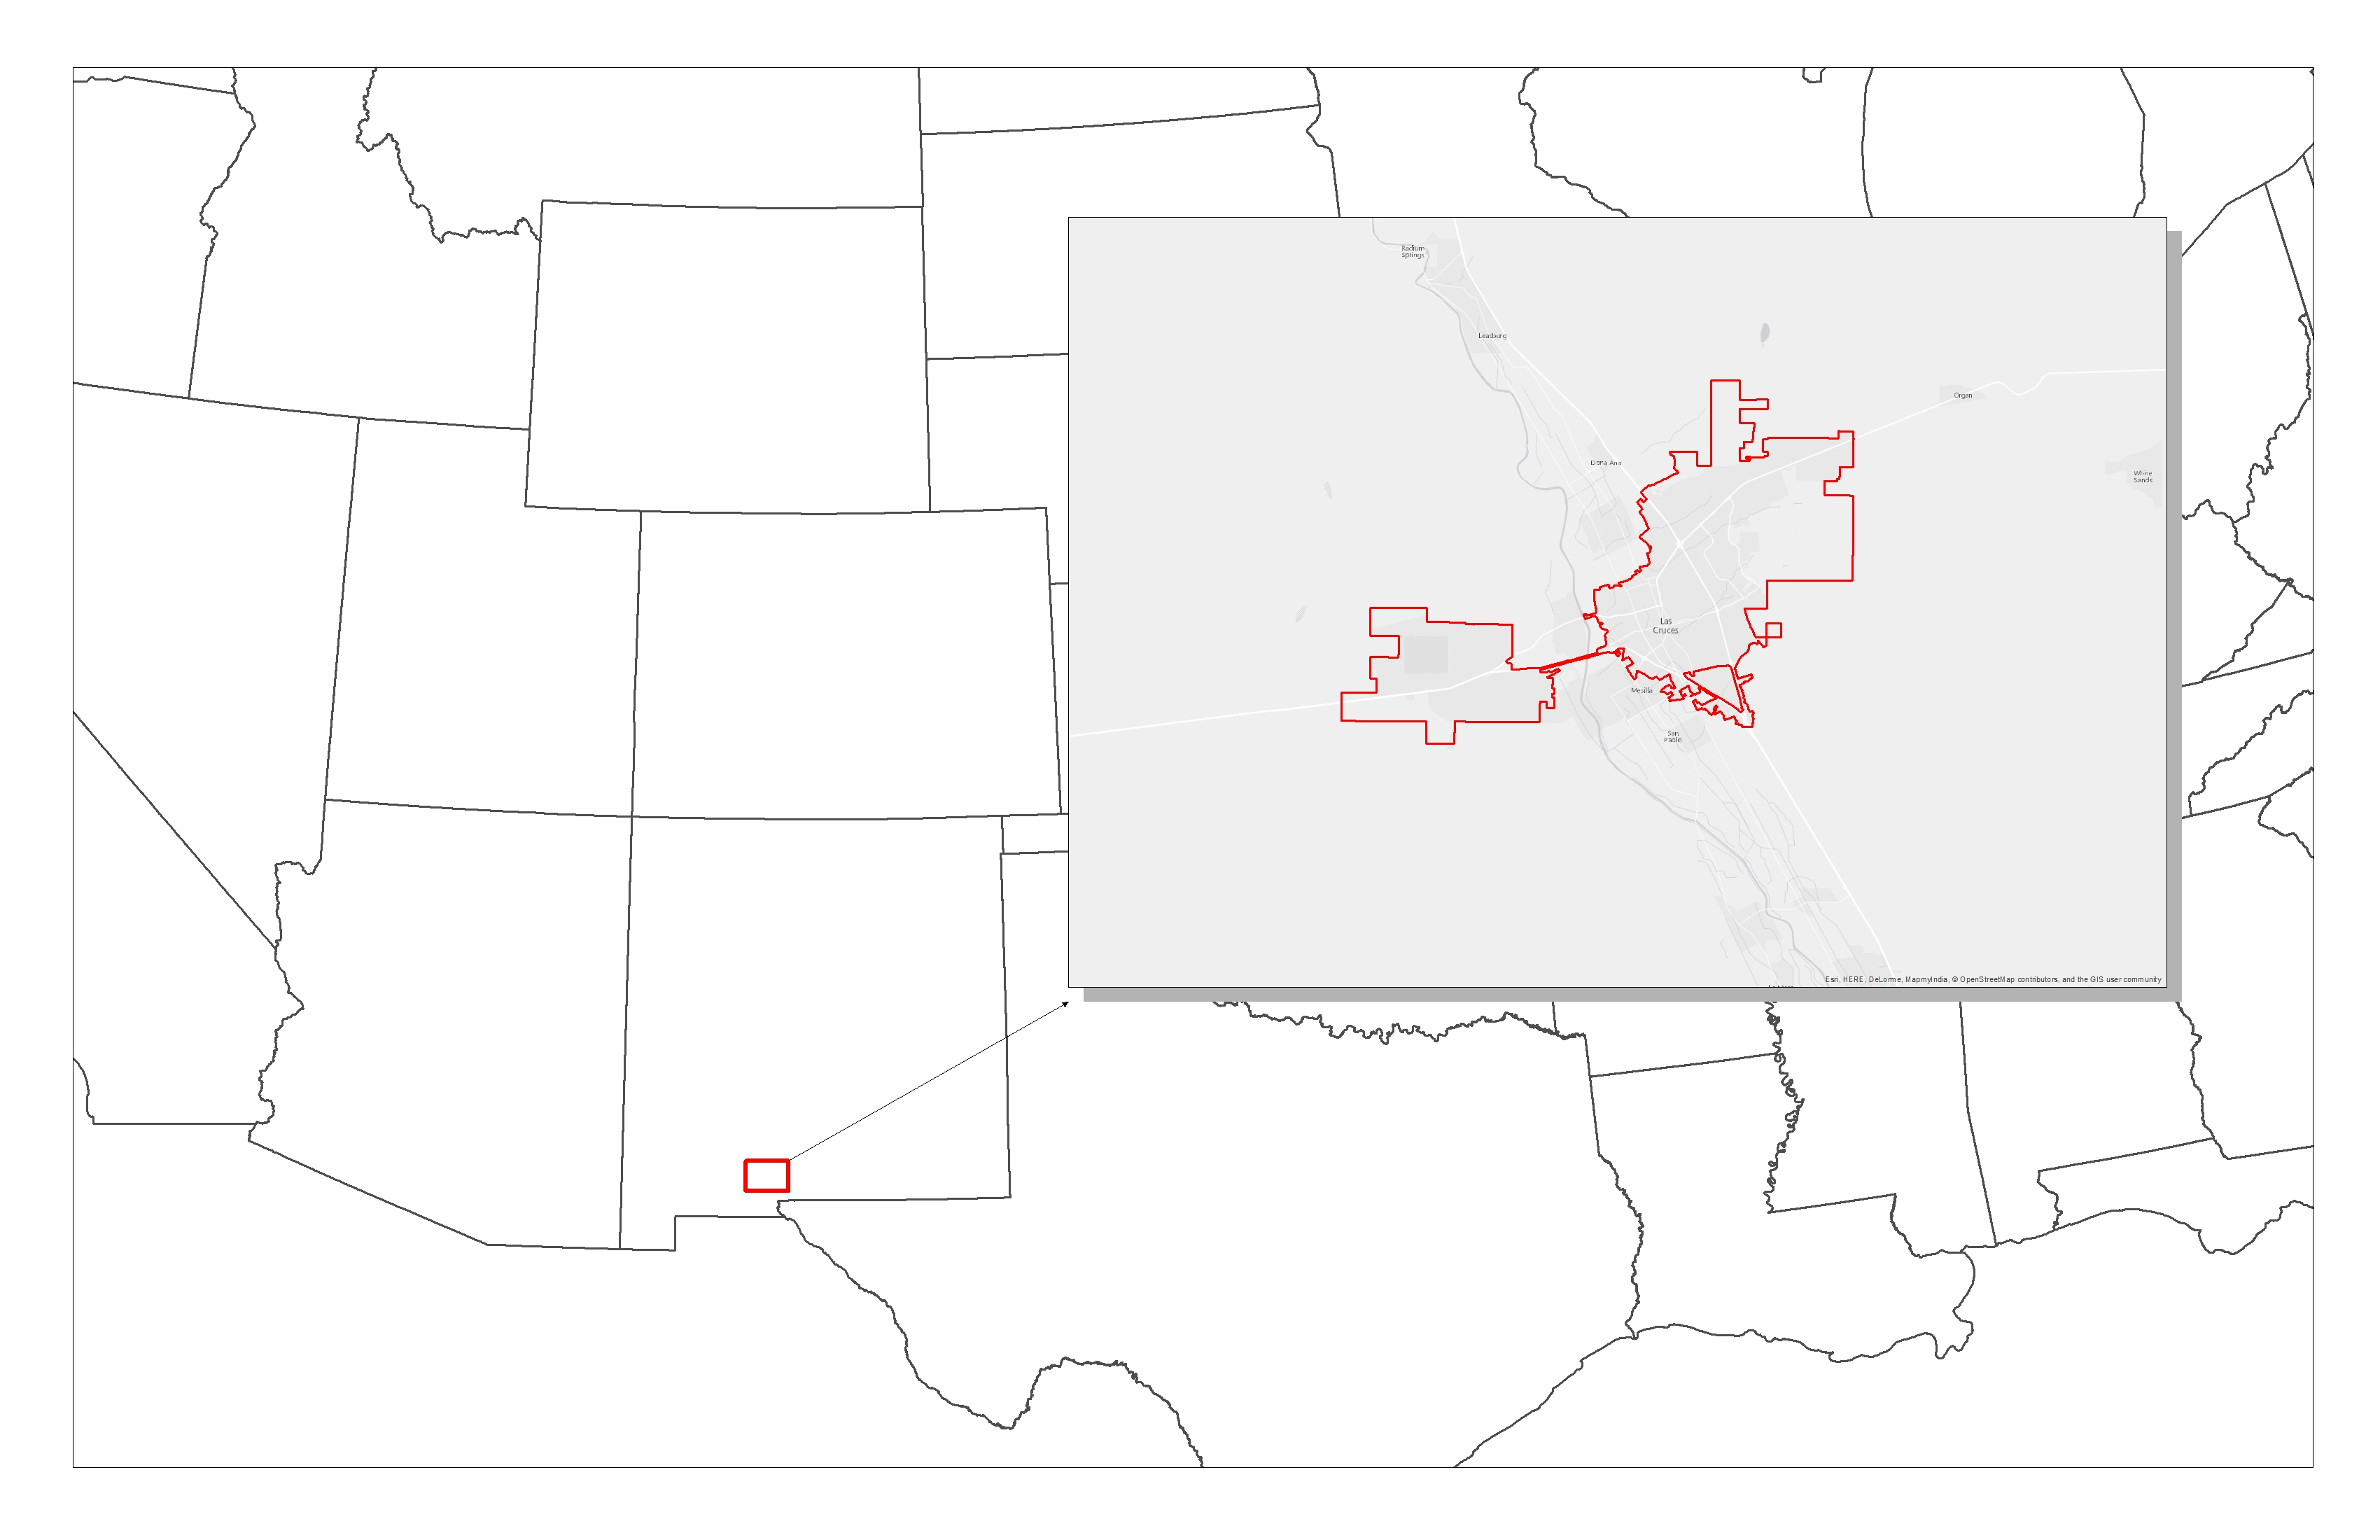 Radium
Springs
Leasburg
Organ
Dona Ana
White
Sands
Las
Cruces
Mesilla
San
Pablo
Esri, HERE, DeLorme, MapmyIndia, © OpenStreetMap contributors, and the GIS user community